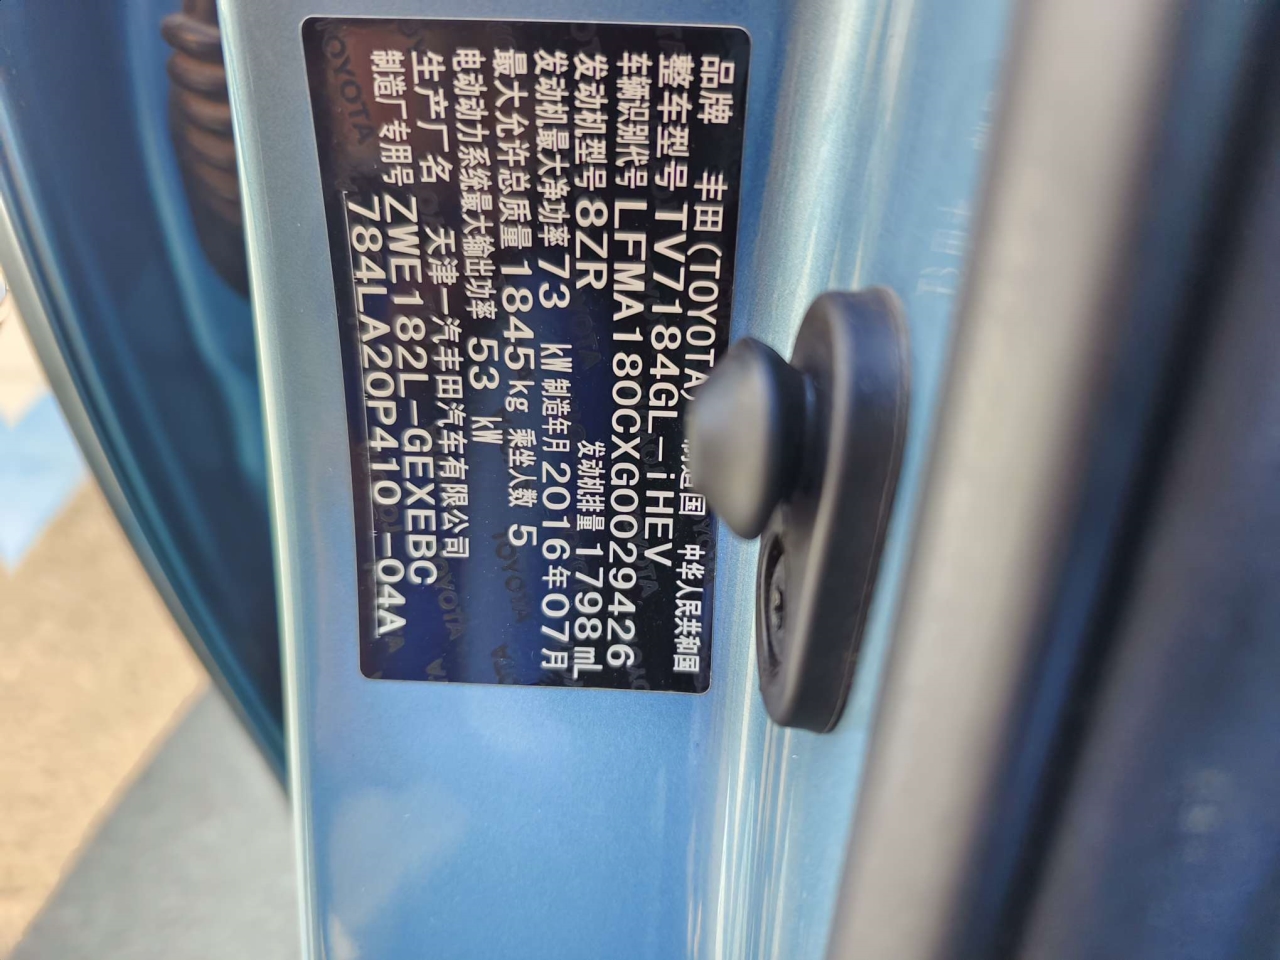 品牌 丰田(TOYOTA) 制造国 中华人民共和国
整车型号 TV7184GL-iHEV
车辆识别代号 LFMA180CXG0029426
发动机型号 8ZR 发动机排量 1798 mL
发动机最大净功率 73 kW 制造年月 2016年07月
最大允许总质量 1845 kg 乘坐人数 5
电动动力系统最大输出功率 53 kW
生产厂名 天津一汽丰田汽车有限公司
制造厂专用号 ZWE182L-GEXEBC
784LA20P410-04A